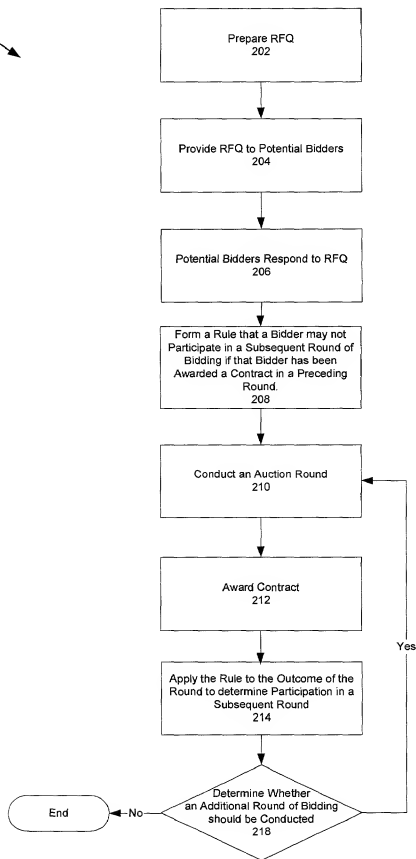 Prepare RFQ
202
Provide RFQ to Potential Bidders
204
Potential Bidders Respond to RFQ
206
Form a Rule that a Bidder may not
Participate in a Subsequent Round of
Bidding if that Bidder has been
Awarded a Contract in a Preceding
Round.
208
Conduct an Auction Round
210
Award Contract
212
Yes
Apply the Rule to the Outcome of the
Round to determine Participation in a
Subsequent Round
214
Determine Whether
an Additional Round of Bidding
should be Conducted
218
No
End